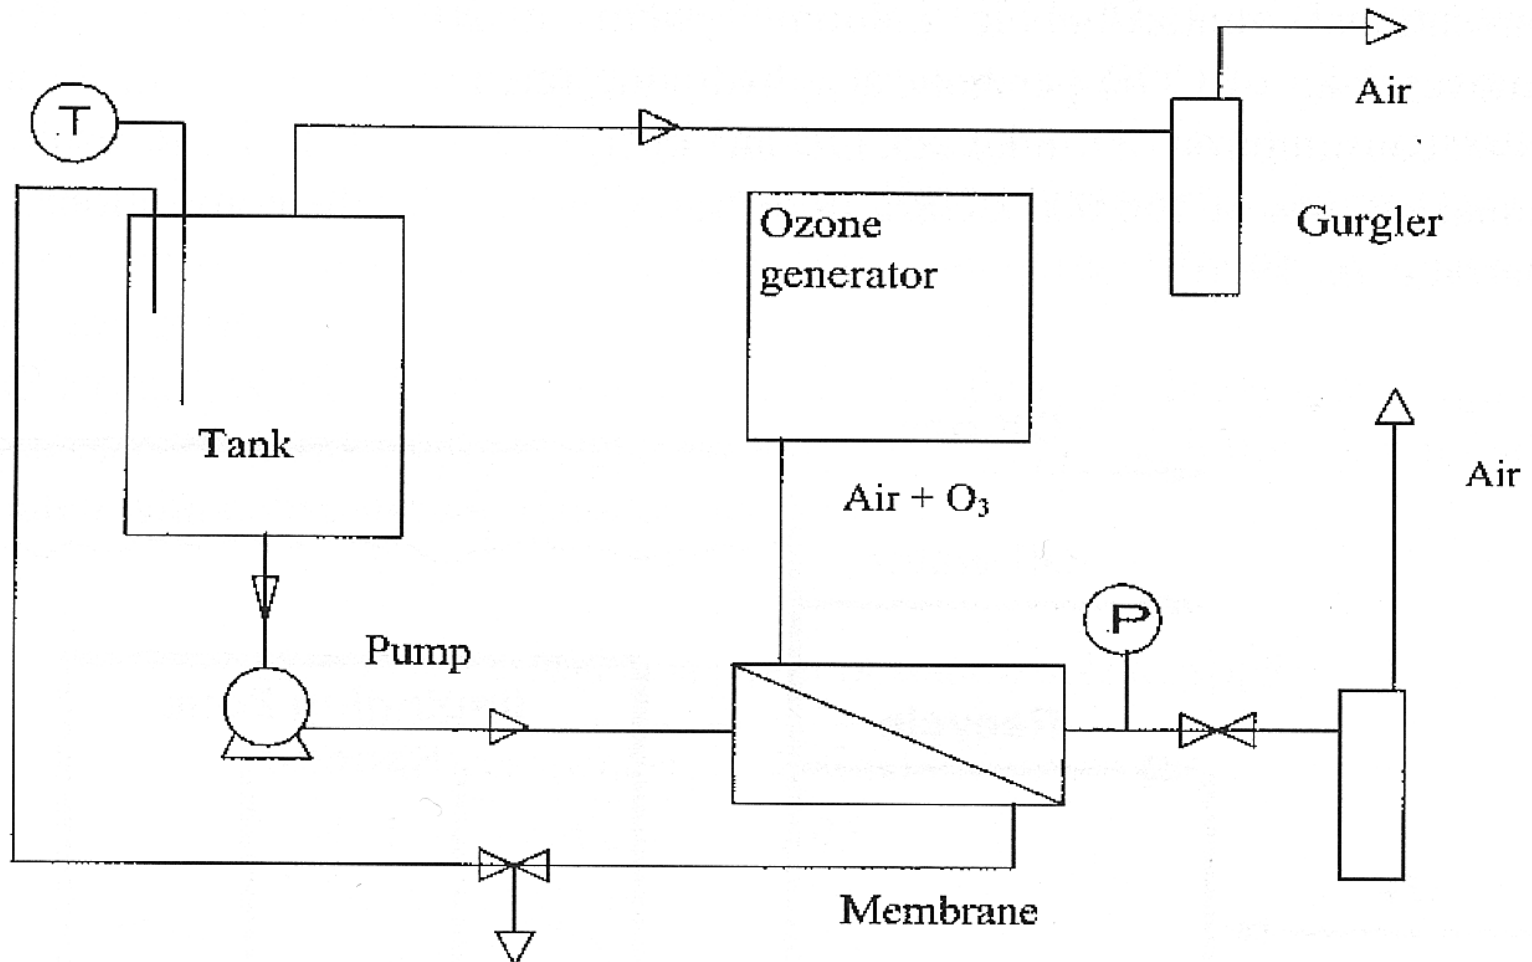 Air
T
Gurgler
Ozone
generator
Tank
Air + O₃
Air
P
Pump
Membrane